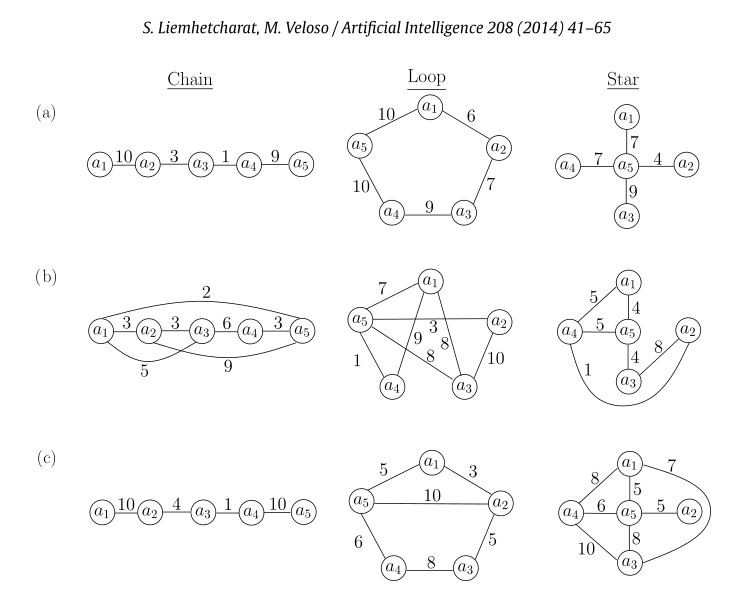 S. Liemhetcharat, M. Veloso / Artificial Intelligence 208 (2014) 41–65
Chain Loop Star
(a)
a1 10 a2 3 a3 1 a4 9 a5
10 a1 6
a5 a2
10 7
a4 9 a3
a1
7
a4 7 a5 4 a2
9
a3
(b)
2
a1 3 a2 3 a3 6 a4 3 a5
5 9
7 a1
a5 3 a2
9 8
1 8 10
a4 a3
a1
5 4
a4 5 a5 a2
1 4 8
a3
(c)
a1 10 a2 4 a3 1 a4 10 a5
5 a1 3
a5 10 a2
6 5
a4 8 a3
a1 7
8 5
a4 6 a5 5 a2
10 8
a3